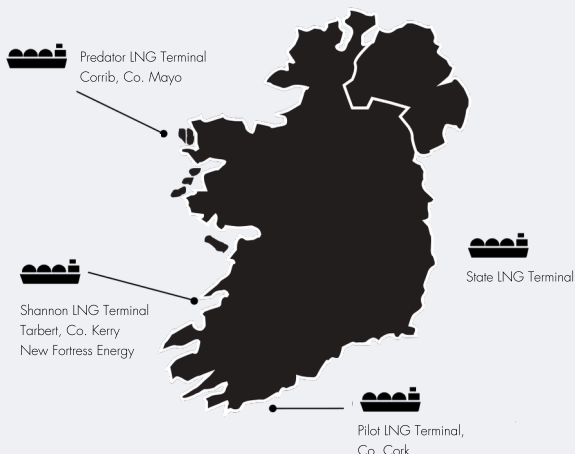 Predator LNG Terminal
Corrib, Co. Mayo
State LNG Terminal
Shannon LNG Terminal
Tarbert, Co. Kerry
New Fortress Energy
Pilot LNG Terminal,
Co. Cork